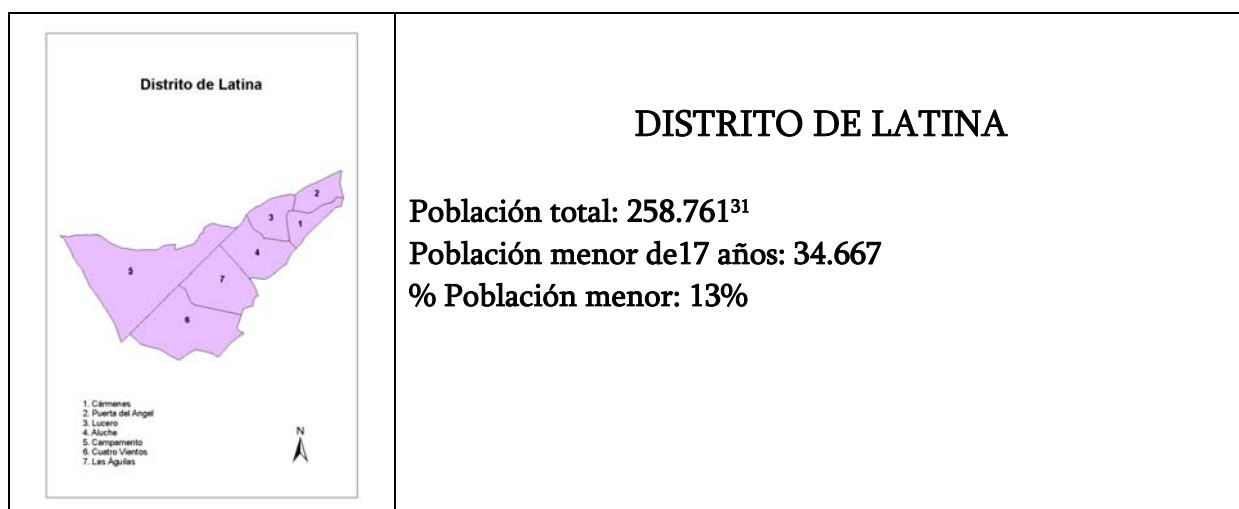 Distrito de Latina
2
3
1
4
5
7
6
1. Cármenes
2. Puerta del Angel
3. Lucero
4. Aluche
5. Campamento
6. Cuatro Vientos
7. Las Águilas
N
DISTRITO DE LATINA
Población total: 258.761³¹
Población menor de17 años: 34.667
% Población menor: 13%